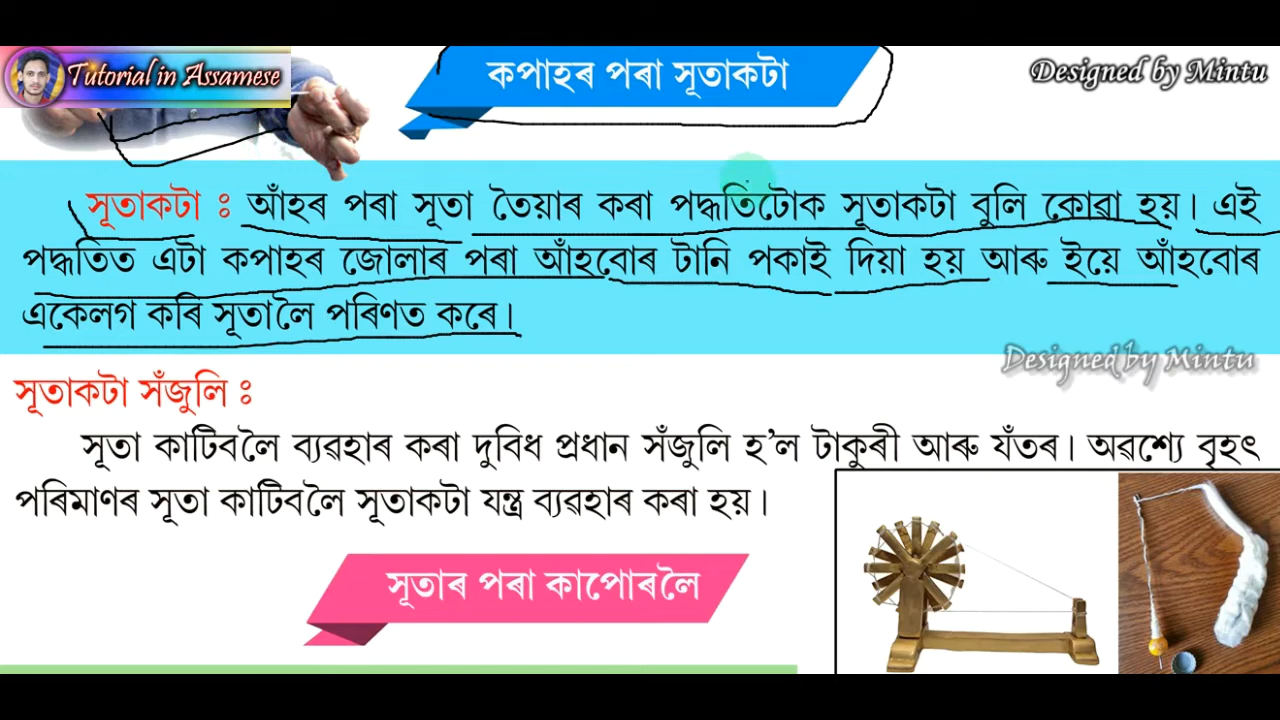 Tutorial in Assamese
কপাহৰ পৰা সূতাকটা
Designed by Mintu
সূতাকটা ঃ আঁহৰ পৰা সূতা তৈয়াৰ কৰা পদ্ধতিটোক সূতাকটা বুলি কোৱা হয়। এই
পদ্ধতিত এটা কপাহৰ জোলাৰ পৰা আঁহবোৰ টানি পকাই দিয়া হয় আৰু ইয়ে আঁহবোৰ
একেলগ কৰি সূতালৈ পৰিণত কৰে।
Designed by Mintu
সূতাকটা সঁজুলি ঃ
সূতা কাটিবলৈ ব্যৱহাৰ কৰা দুবিধ প্ৰধান সঁজুলি হ’ল টাকুৰী আৰু যঁতৰ। অৱশ্যে বৃহৎ
পৰিমাণৰ সূতা কাটিবলৈ সূতাকটা যন্ত্ৰ ব্যৱহাৰ কৰা হয়।
সূতাৰ পৰা কাপোৰলৈ